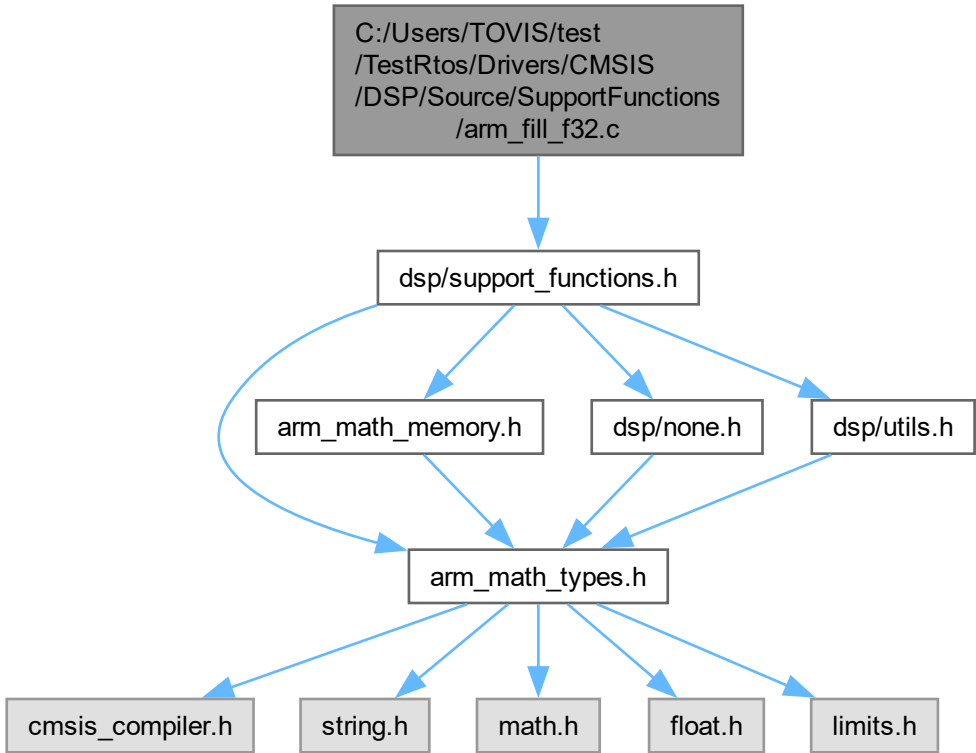 C:/Users/TOVIS/test
/TestRtos/Drivers/CMSIS
/DSP/Source/SupportFunctions
/arm_fill_f32.c
dsp/support_functions.h
arm_math_memory.h
dsp/none.h
dsp/utils.h
arm_math_types.h
cmsis_compiler.h
string.h
math.h
float.h
limits.h